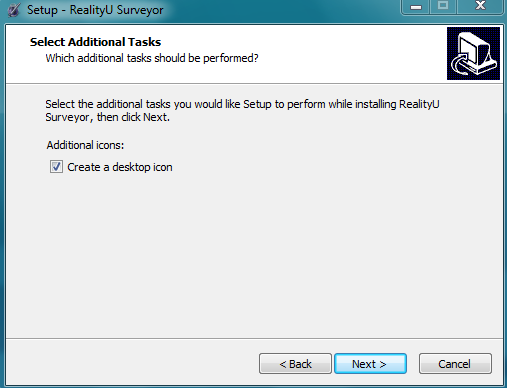 Setup - RealityU Surveyor
Select Additional Tasks
Which additional tasks should be performed?
Select the additional tasks you would like Setup to perform while installing RealityU
Surveyor, then click Next.
Additional icons:
Create a desktop icon
< Back
Next >
Cancel